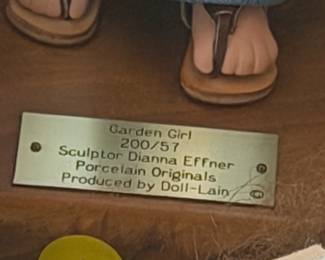 Garden Girl
200/57
Sculptor Dianna Effner
Porcelain Originals
Produced by Doll-Lain ©